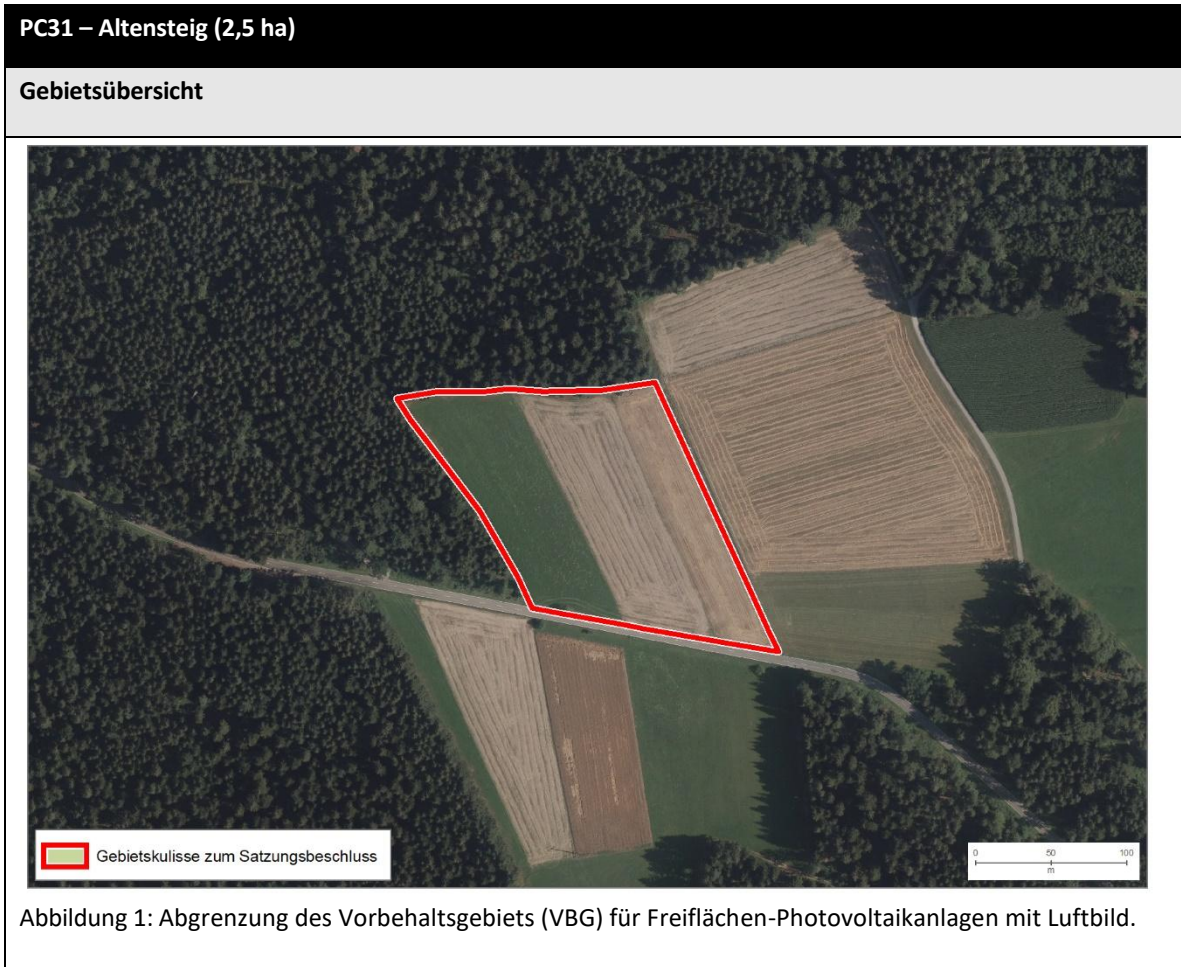 PC31 – Altensteig (2,5 ha)
Gebietsübersicht
Gebietskulisse zum Satzungsbeschluss
0 50 100
m
Abbildung 1: Abgrenzung des Vorbehaltsgebiets (VBG) für Freiflächen-Photovoltaikanlagen mit Luftbild.